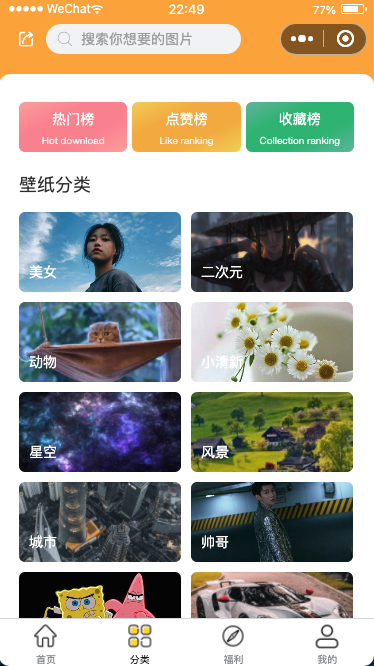 WeChat
22:49
77%
搜索你想要的图片
热门榜
Hot download
点赞榜
Like ranking
收藏榜
Collection ranking
壁纸分类
美女
二次元
动物
小清新
星空
风景
城市
帅哥
首页
分类
福利
我的